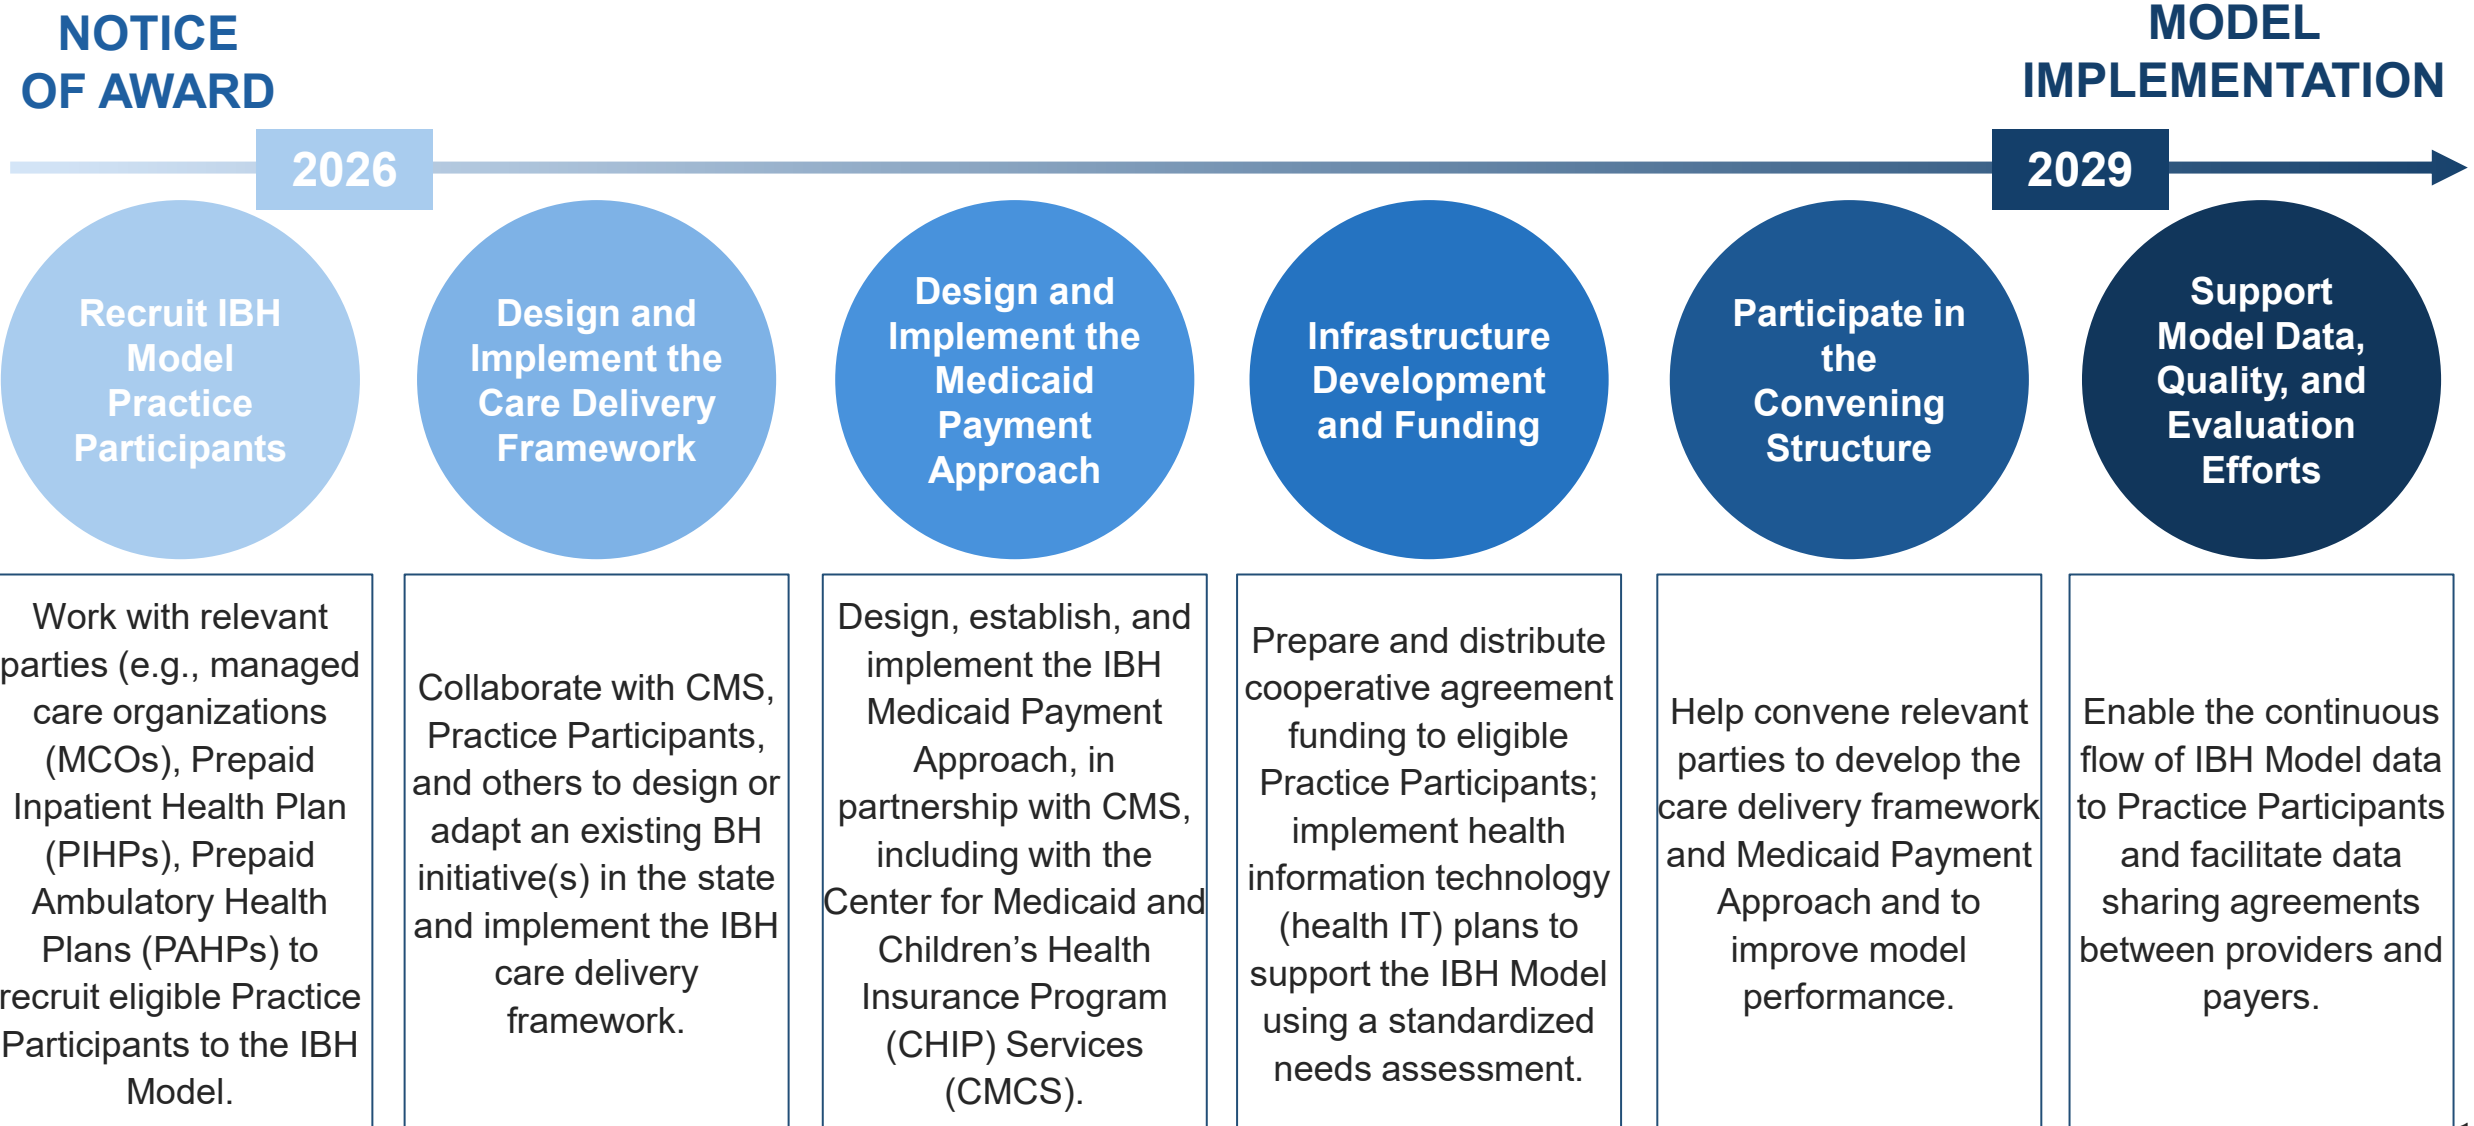 NOTICE
OF AWARD
MODEL
IMPLEMENTATION
2026
2029
Recruit IBH
Model
Practice
Participants
Design and
Implement the
Care Delivery
Framework
Design and
Implement the
Medicaid
Payment
Approach
Infrastructure
Development
and Funding
Participate in
the
Convening
Structure
Support
Model Data,
Quality, and
Evaluation
Efforts
Work with relevant
parties (e.g., managed
care organizations
(MCOs), Prepaid
Inpatient Health Plan
(PIHPs), Prepaid
Ambulatory Health
Plans (PAHPs) to
recruit eligible Practice
Participants to the IBH
Model.
Collaborate with CMS,
Practice Participants,
and others to design or
adapt an existing BH
initiative(s) in the state
and implement the IBH
care delivery
framework.
Design, establish, and
implement the IBH
Medicaid Payment
Approach, in
partnership with CMS,
including with the
Center for Medicaid and
Children’s Health
Insurance Program
(CHIP) Services
(CMCS).
Prepare and distribute
cooperative agreement
funding to eligible
Practice Participants;
implement health
information technology
(health IT) plans to
support the IBH Model
using a standardized
needs assessment.
Help convene relevant
parties to develop the
care delivery framework
and Medicaid Payment
Approach and to
improve model
performance.
Enable the continuous
flow of IBH Model data
to Practice Participants
and facilitate data
sharing agreements
between providers and
payers.